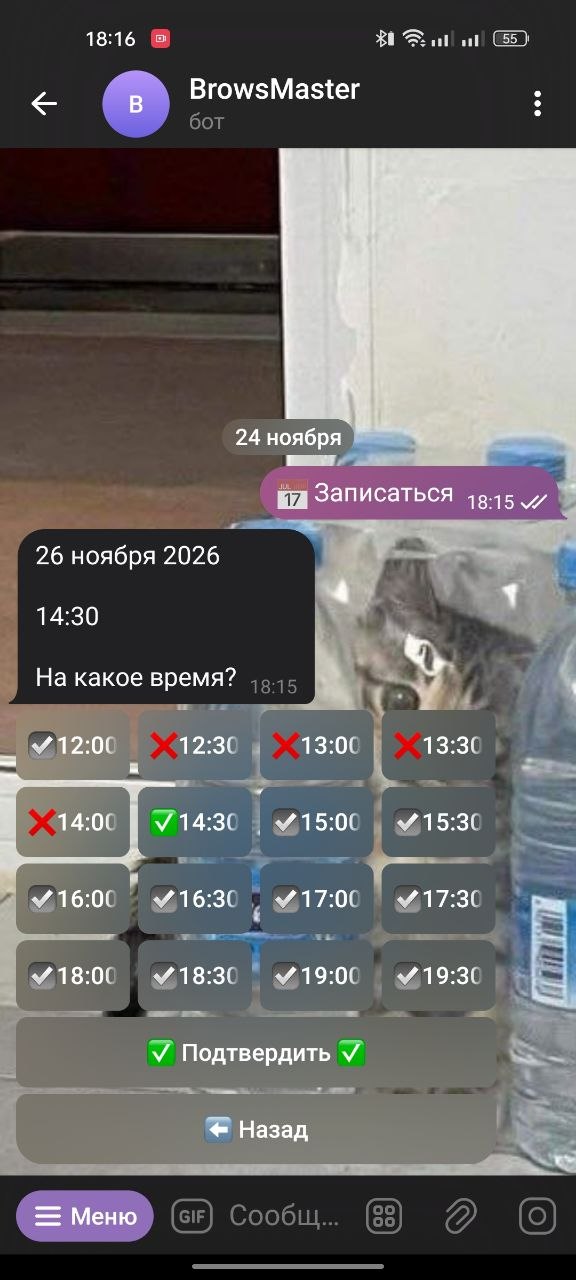 18:16
55
B
BrowsMaster
бот
24 ноября
JUL
17
Записаться 18:15
26 ноября 2026
14:30
На какое время? 18:15
12:00 12:30 13:00 13:30
14:00 14:30 15:00 15:30
16:00 16:30 17:00 17:30
18:00 18:30 19:00 19:30
Подтвердить
Назад
Меню GIF Сообщ...